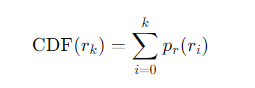 CDF(r_k) = \sum_{i=0}^{k} p_r(r_i)